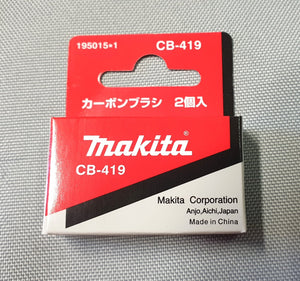 195015*1 CB-419
カーボンブラシ 2個入
makita®
CB-419
Makita Corporation
Anjo,Aichi,Japan
Made in China